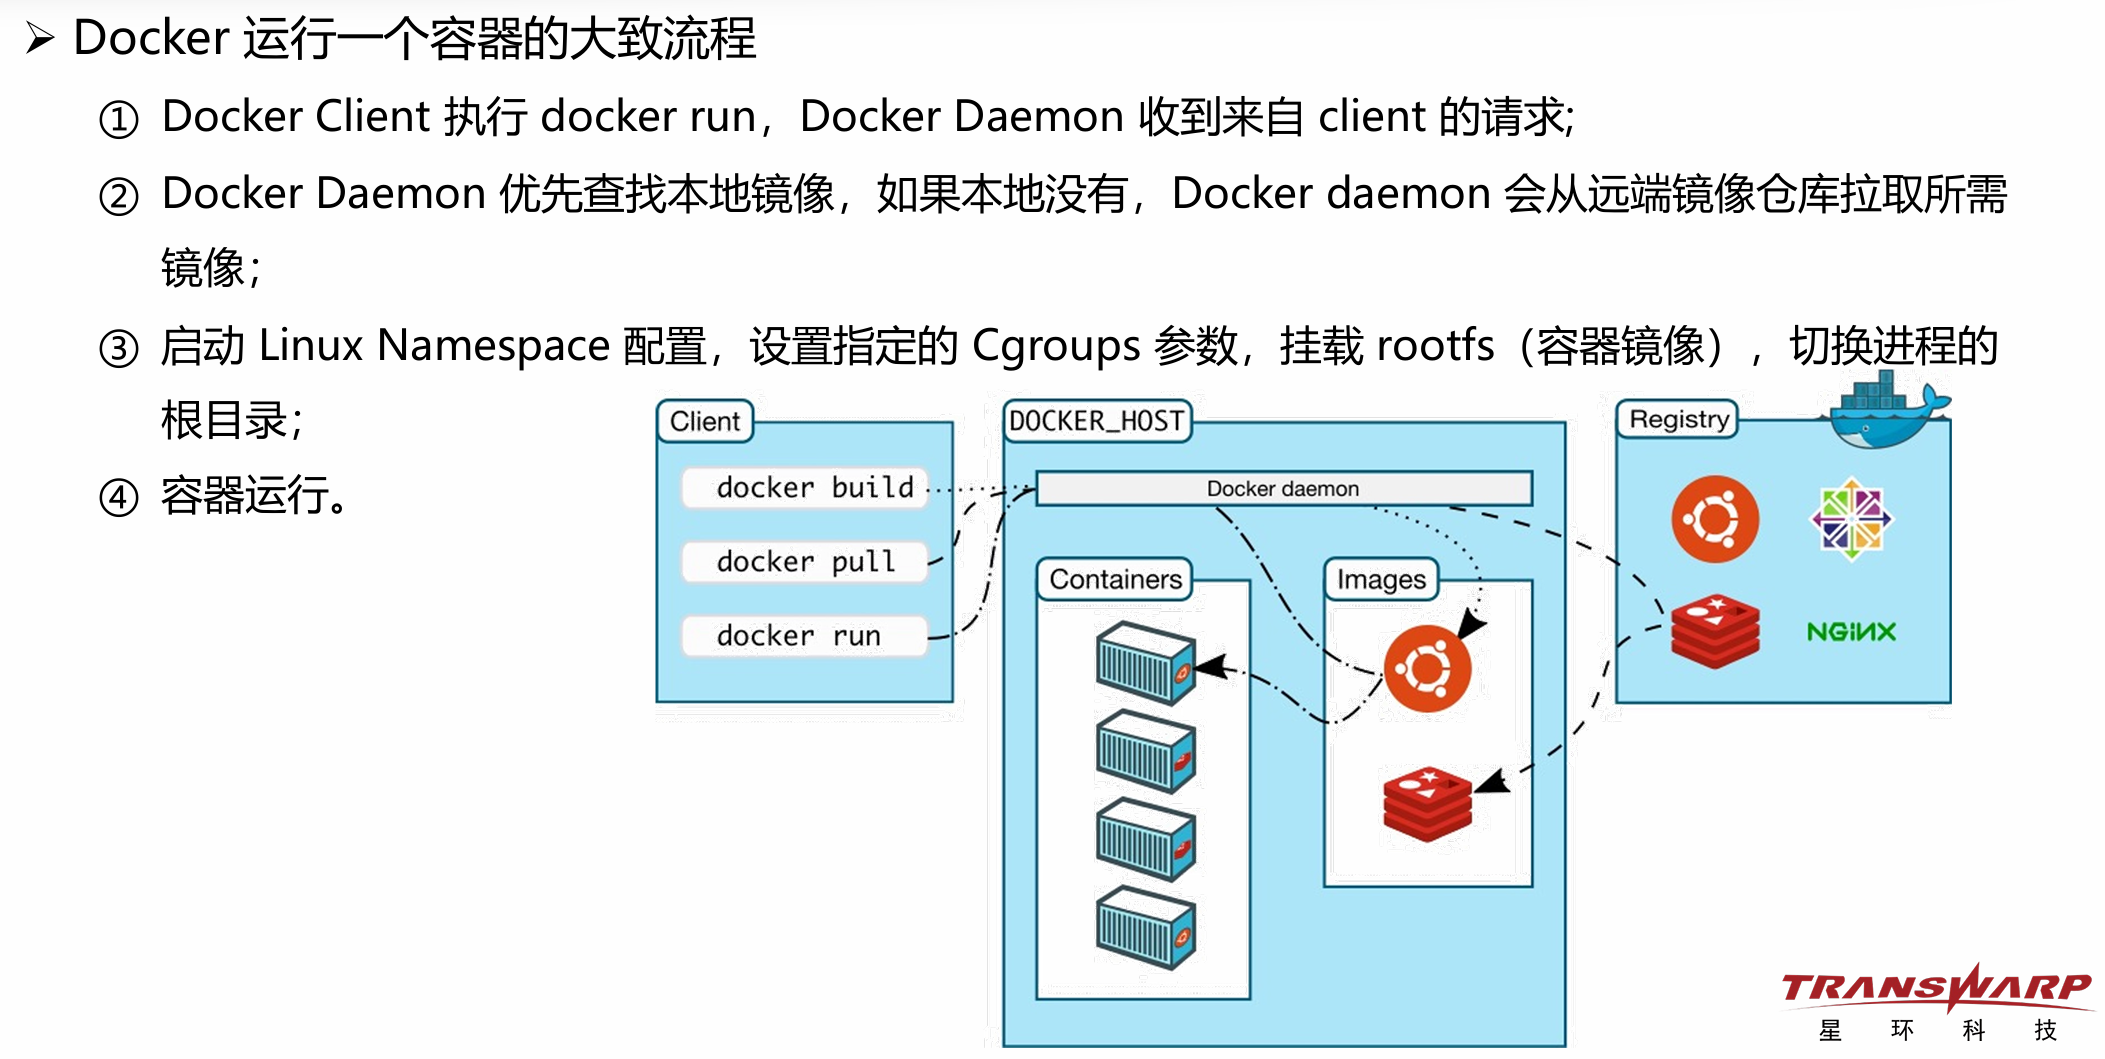 ➢ Docker 运行一个容器的大致流程
① Docker Client 执行 docker run，Docker Daemon 收到来自 client 的请求;
② Docker Daemon 优先查找本地镜像，如果本地没有，Docker daemon 会从远端镜像仓库拉取所需
镜像；
③ 启动 Linux Namespace 配置，设置指定的 Cgroups 参数，挂载 rootfs（容器镜像），切换进程的
根目录；
④ 容器运行。
Client
docker build
docker pull
docker run
DOCKER_HOST
Docker daemon
Containers
Images
Registry
NGINX
TRANSWARP
星环科技